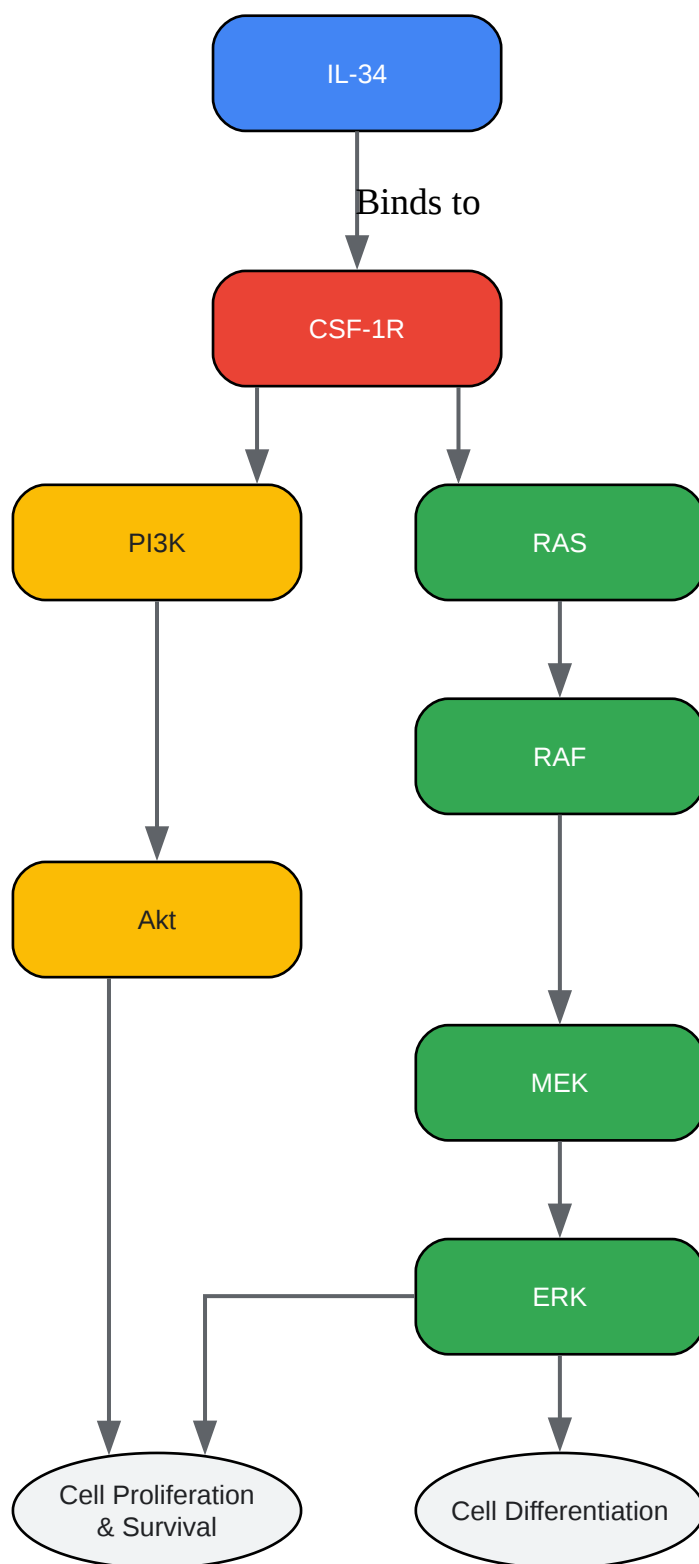 IL-34
Binds to
CSF-1R
PI3K
RAS
RAF
Akt
MEK
ERK
Cell Proliferation
& Survival
Cell Differentiation